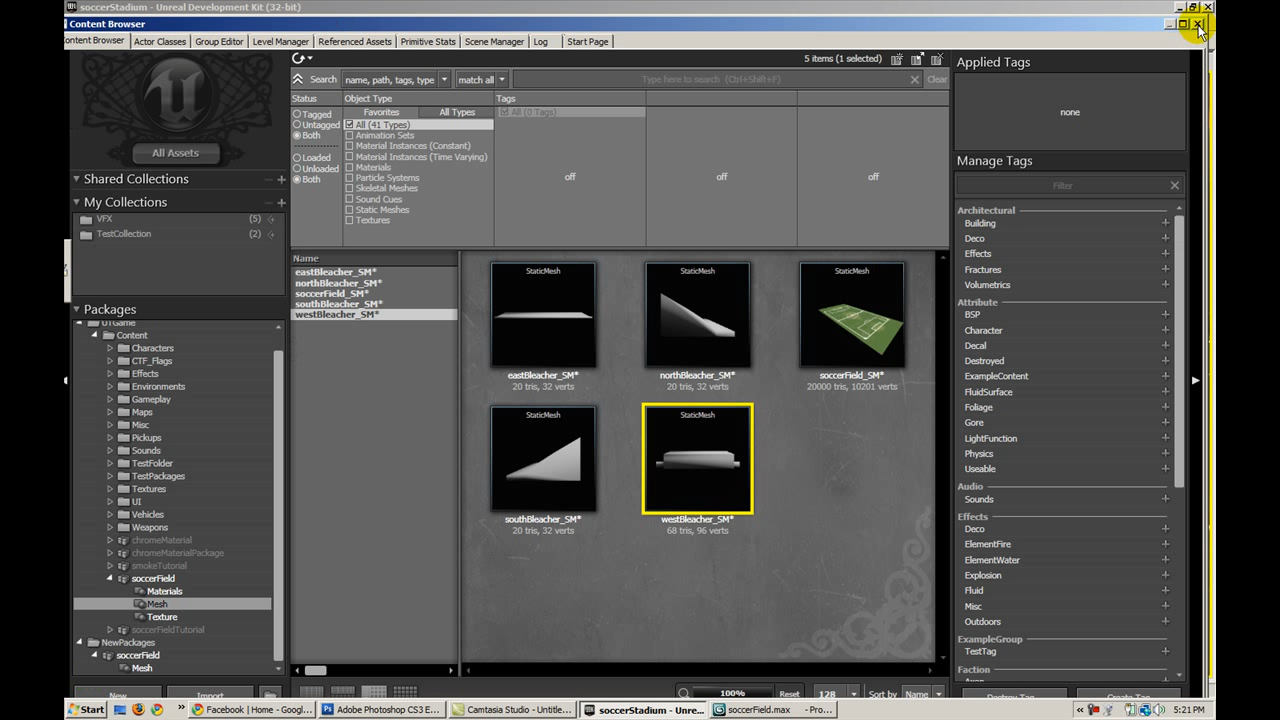 soccerStadium - Unreal Development Kit (32-bit)
Content Browser
ontent Browser Actor Classes Group Editor Level Manager Referenced Assets Primitive Stats Scene Manager Log Start Page
All Assets
Shared Collections
My Collections
VFX (5)
TestCollection (2)
Packages
UTGame
Content
Characters
CTF_Flags
Effects
Environments
Gameplay
Maps
Misc
Pickups
Sounds
TestFolder
TestPackages
Textures
UI
Vehicles
Weapons
chromeMaterial
chromeMaterialPackage
smokeTutorial
soccerField
Materials
Mesh
Texture
soccerFieldTutorial
NewPackages
soccerField
Mesh
New Import
5 items (1 selected)
Search name, path, tags, type match all Type here to search (Ctrl+Shift+F) Clear
Status Object Type Tags
Tagged
Untagged
Both
Loaded
Unloaded
Both
Favorites All Types
All (41 Types)
Animation Sets
Material Instances (Constant)
Material Instances (Time Varying)
Materials
Particle Systems
Skeletal Meshes
Sound Cues
Static Meshes
Textures
All (0 Tags)
off off off
Name
eastBleacher_SM*
northBleacher_SM*
soccerField_SM*
southBleacher_SM*
westBleacher_SM*
StaticMesh StaticMesh StaticMesh
eastBleacher_SM* northBleacher_SM* soccerField_SM*
20 tris, 32 verts 20 tris, 32 verts 20000 tris, 10201 verts
StaticMesh StaticMesh
southBleacher_SM* westBleacher_SM*
20 tris, 32 verts 68 tris, 96 verts
100% Reset 128 Sort by Name
Applied Tags
none
Manage Tags
Filter
Architectural
Building
Deco
Effects
Fractures
Volumetrics
Attribute
BSP
Character
Decal
Destroyed
ExampleContent
FluidSurface
Foliage
Gore
LightFunction
Physics
Useable
Audio
Sounds
Effects
Deco
ElementFire
ElementWater
Explosion
Fluid
Misc
Outdoors
ExampleGroup
TestTag
Faction
Destroy Tag Create Tag
Start Facebook | Home - Googl... Adobe Photoshop CS3 E... Camtasia Studio - Untitle... soccerStadium - Unre... soccerField.max - Pro... 5:21 PM